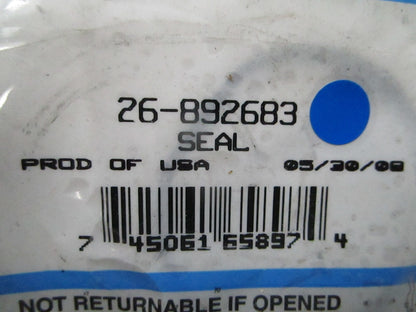 26-892683
SEAL
PROD OF USA 05/30/08
7 45061 65897 4
NOT RETURNABLE IF OPENED